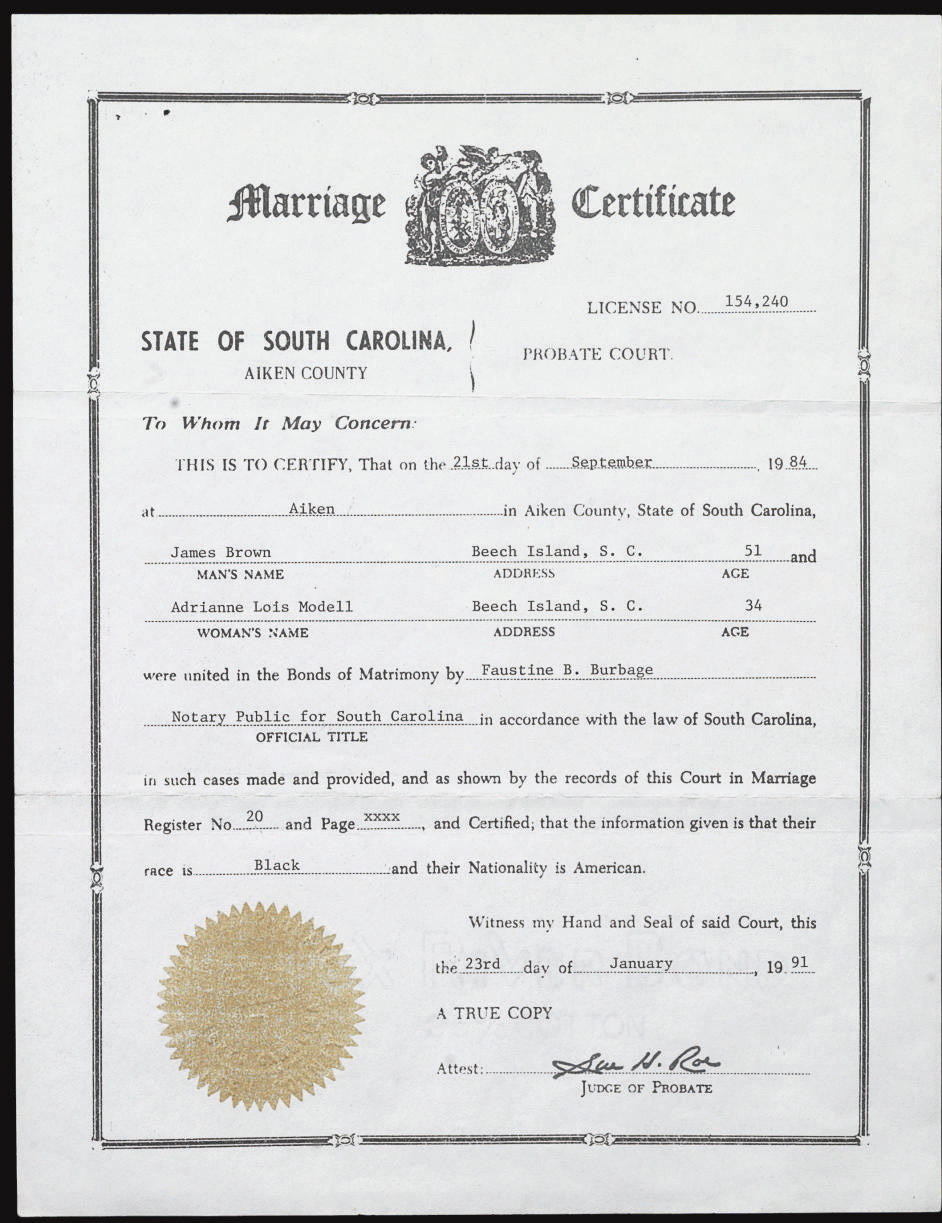 Marriage Certificate
LICENSE NO. 154,240
STATE OF SOUTH CAROLINA,
AIKEN COUNTY
PROBATE COURT.
To Whom It May Concern:
THIS IS TO CERTIFY, That on the 21st day of September, 19 84
at Aiken in Aiken County, State of South Carolina,
James Brown Beech Island, S. C. 51 and
MAN'S NAME ADDRESS AGE
Adrianne Lois Modell Beech Island, S. C. 34
WOMAN'S NAME ADDRESS AGE
were united in the Bonds of Matrimony by Faustine B. Burbage
Notary Public for South Carolina in accordance with the law of South Carolina,
OFFICIAL TITLE
in such cases made and provided, and as shown by the records of this Court in Marriage
Register No. 20 and Page xxxx, and Certified; that the information given is that their
race is Black and their Nationality is American.
Witness my Hand and Seal of said Court, this
the 23rd day of January, 19 91
A TRUE COPY
Attest: Sue H. Roe
JUDGE OF PROBATE